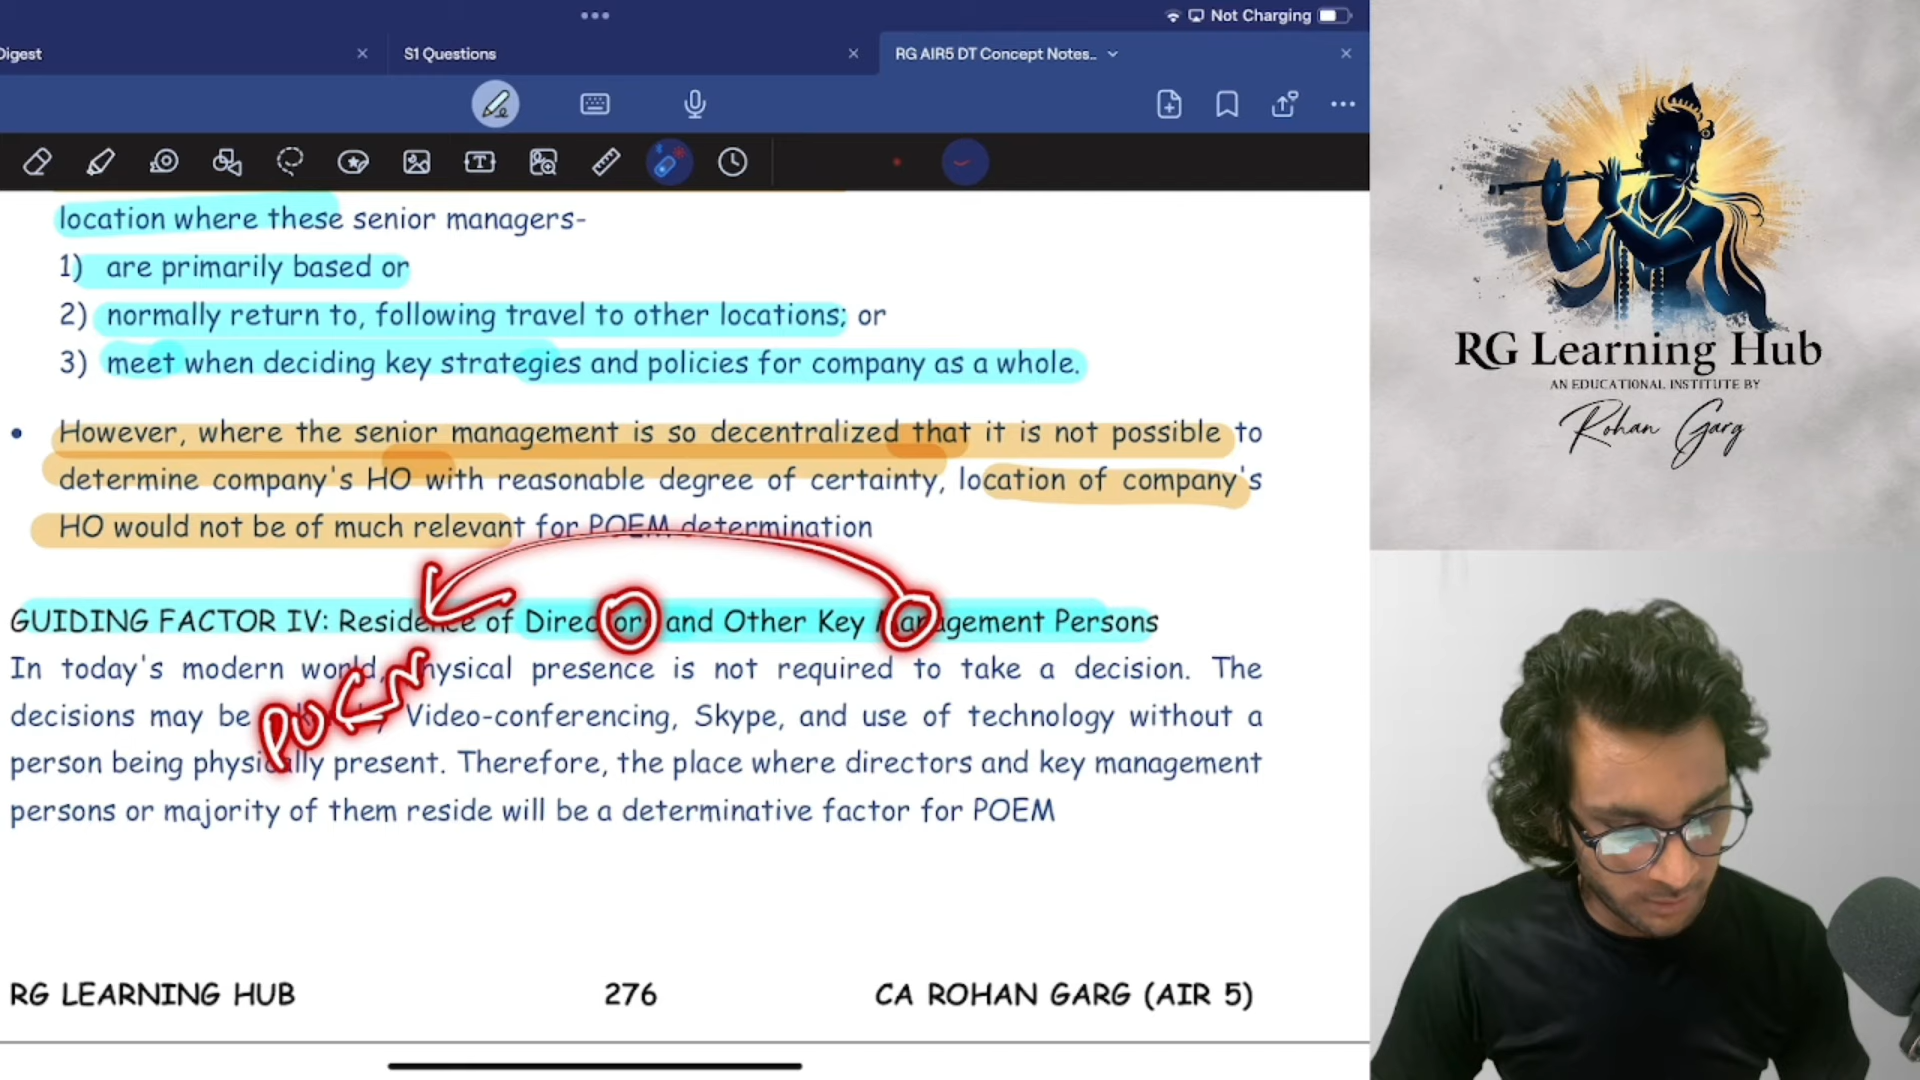 Not Charging
Digest
S1 Questions
RG AIR5 DT Concept Notes..
location where these senior managers-
1) are primarily based or
2) normally return to, following travel to other locations; or
3) meet when deciding key strategies and policies for company as a whole.
• However, where the senior management is so decentralized that it is not possible to
determine company's HO with reasonable degree of certainty, location of company's
HO would not be of much relevant for POEM determination
GUIDING FACTOR IV: Residence of Directors and Other Key Management Persons
In today's modern world, physical presence is not required to take a decision. The
decisions may be Video-conferencing, Skype, and use of technology without a
person being physically present. Therefore, the place where directors and key management
persons or majority of them reside will be a determinative factor for POEM
POEM
RG LEARNING HUB 276 CA ROHAN GARG (AIR 5)
RG Learning Hub
AN EDUCATIONAL INSTITUTE BY
Rohan Garg